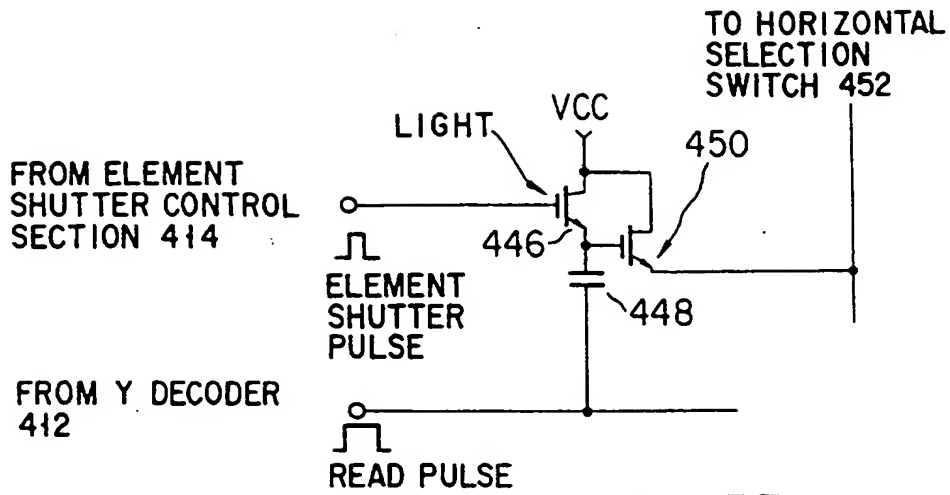 TO HORIZONTAL
SELECTION
SWITCH 452
VCC
LIGHT
450
FROM ELEMENT
SHUTTER CONTROL
SECTION 414
446
ELEMENT
SHUTTER
PULSE
448
FROM Y DECODER
412
READ PULSE